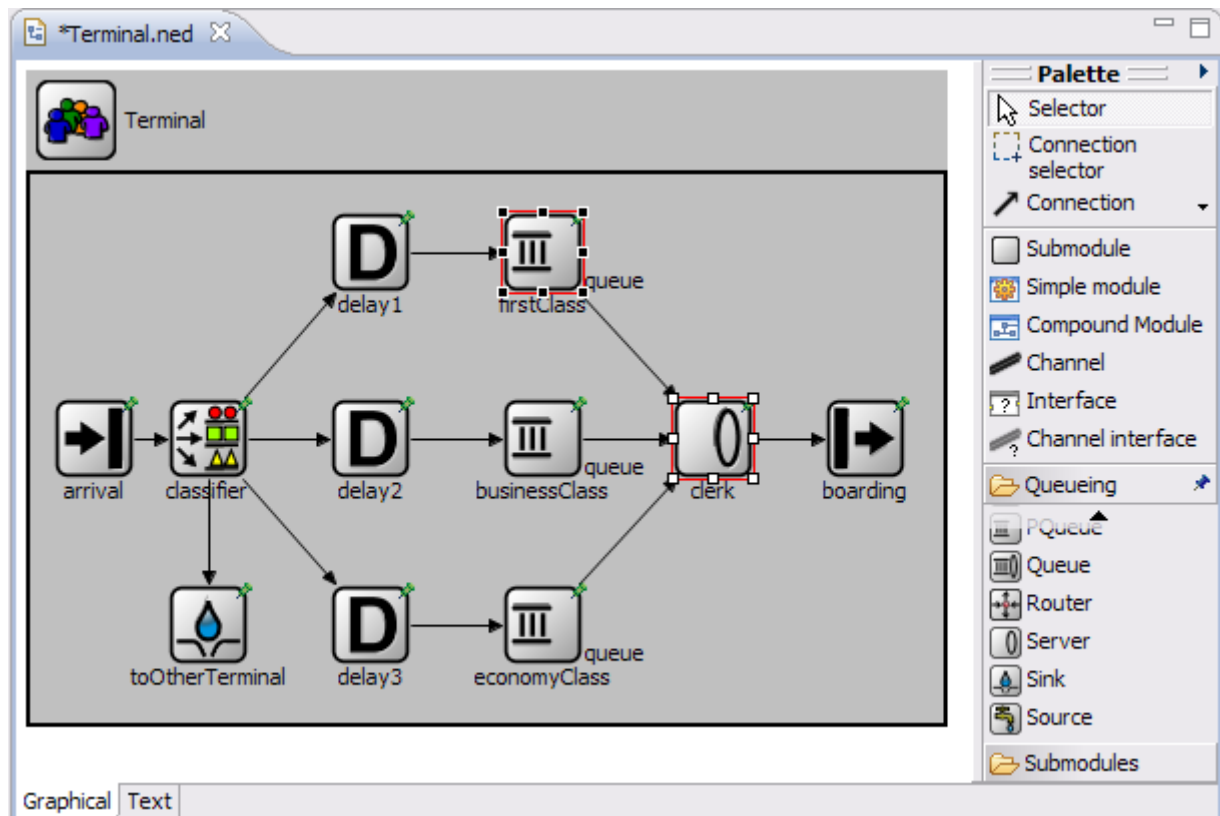 *Terminal.ned
Terminal
D
delay1
queue
firstClass
arrival
classifier
D
delay2
queue
businessClass
clerk
boarding
toOtherTerminal
D
delay3
queue
economyClass
Palette
Selector
Connection
selector
Connection
Submodule
Simple module
Compound Module
Channel
?
Interface
?
Channel interface
Queueing
PQueue
Queue
Router
Server
Sink
Source
Submodules
Graphical
Text